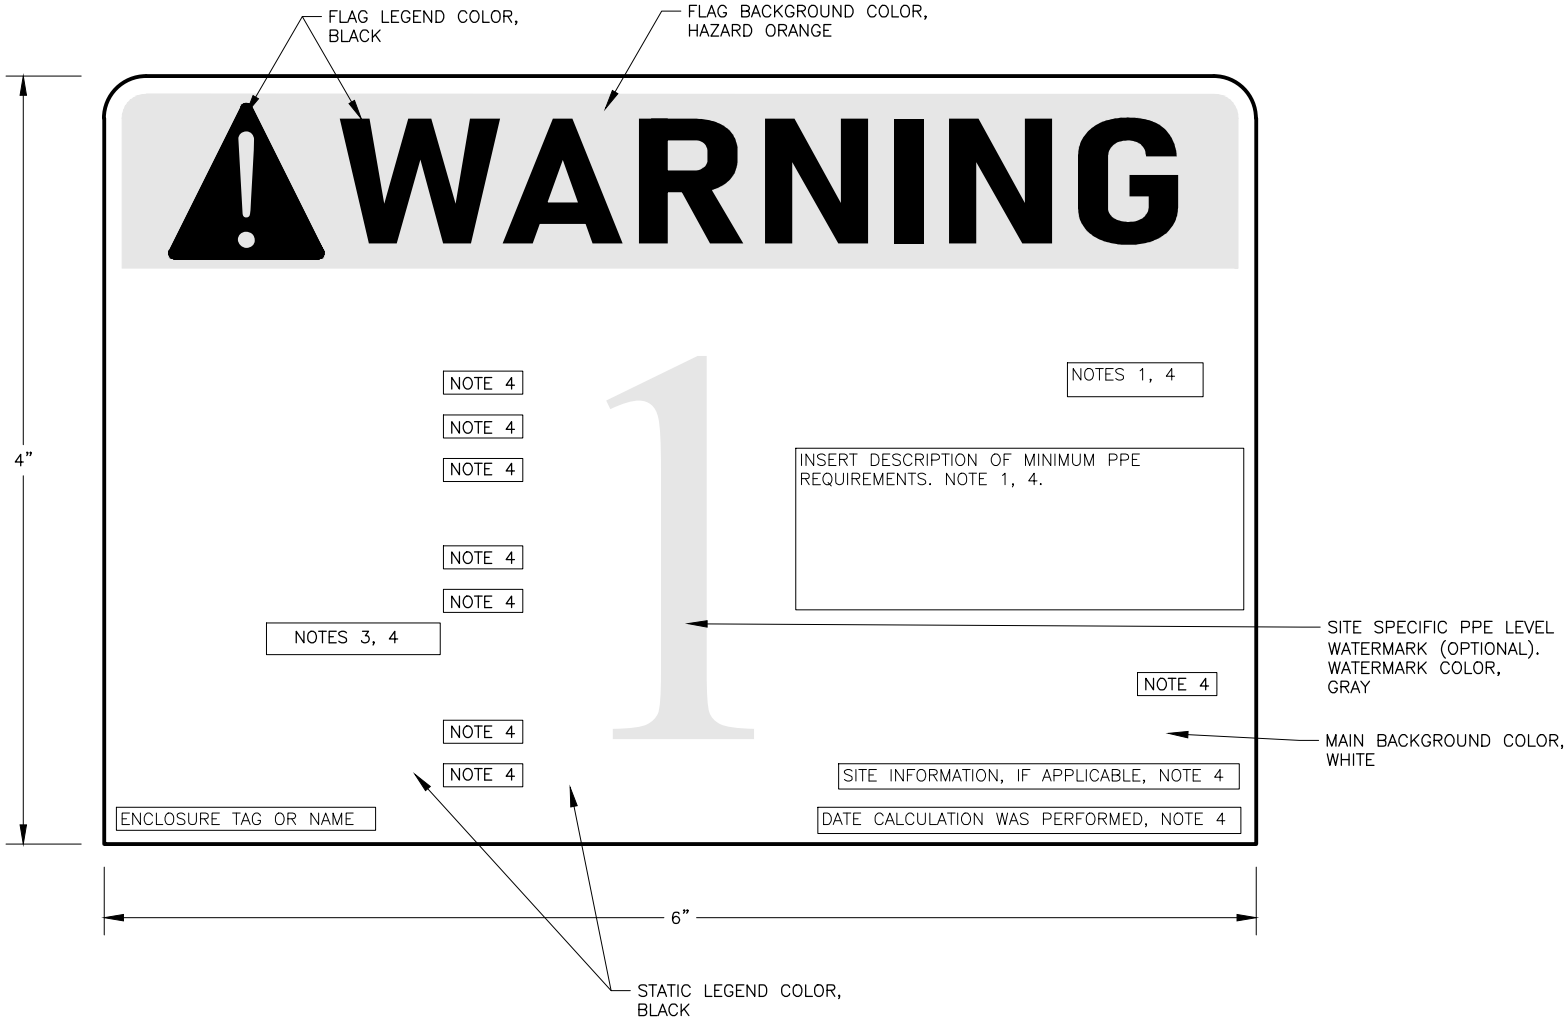 FLAG LEGEND COLOR,
BLACK
FLAG BACKGROUND COLOR,
HAZARD ORANGE
WARNING
4”
1
NOTE 4
NOTE 4
NOTE 4
NOTE 4
NOTE 4
NOTES 3, 4
NOTE 4
NOTE 4
ENCLOSURE TAG OR NAME
NOTES 1, 4
INSERT DESCRIPTION OF MINIMUM PPE
REQUIREMENTS. NOTE 1, 4.
NOTE 4
SITE INFORMATION, IF APPLICABLE, NOTE 4
DATE CALCULATION WAS PERFORMED, NOTE 4
SITE SPECIFIC PPE LEVEL
WATERMARK (OPTIONAL).
WATERMARK COLOR,
GRAY
MAIN BACKGROUND COLOR,
WHITE
6”
STATIC LEGEND COLOR,
BLACK